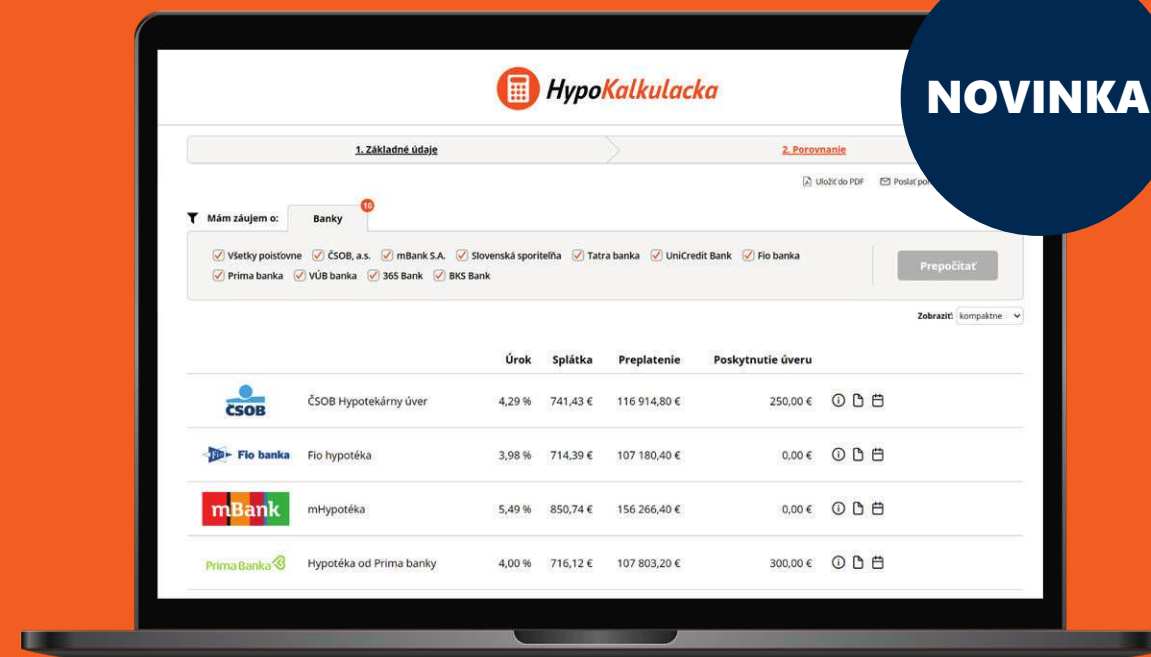 HypoKalkulacka
NOVINKA
1. Základné údaje
2. Porovnanie
Uložiť do PDF
Poslať
Mám záujem o:
Banky
10
Všetky poisťovne
ČSOB, a.s.
mBank S.A.
Slovenská sporiteľňa
Tatra banka
UniCredit Bank
Fio banka
Prima banka
VÚB banka
365 Bank
BKS Bank
Prepočítať
Zobraziť: kompaktne
Úrok Splátka Preplatenie Poskytnutie úveru
ČSOB
ČSOB Hypotekárny úver 4,29 % 741,43 € 116 914,80 € 250,00 €
Fio Fio banka
Fio hypotéka 3,98 % 714,39 € 107 180,40 € 0,00 €
mBank
mHypotéka 5,49 % 850,74 € 156 266,40 € 0,00 €
Prima Banka
Hypotéka od Prima banky 4,00 % 716,12 € 107 803,20 € 300,00 €